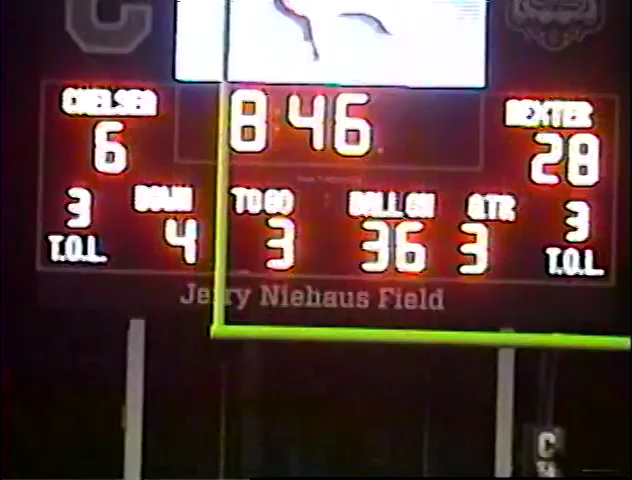 C
CHELSEA 8:46 DEXTER
6 28
3 DOWN TO GO BALL ON QTR 3
T.O.L. 4 3 36 3 T.O.L.
Jerry Niehaus Field
C